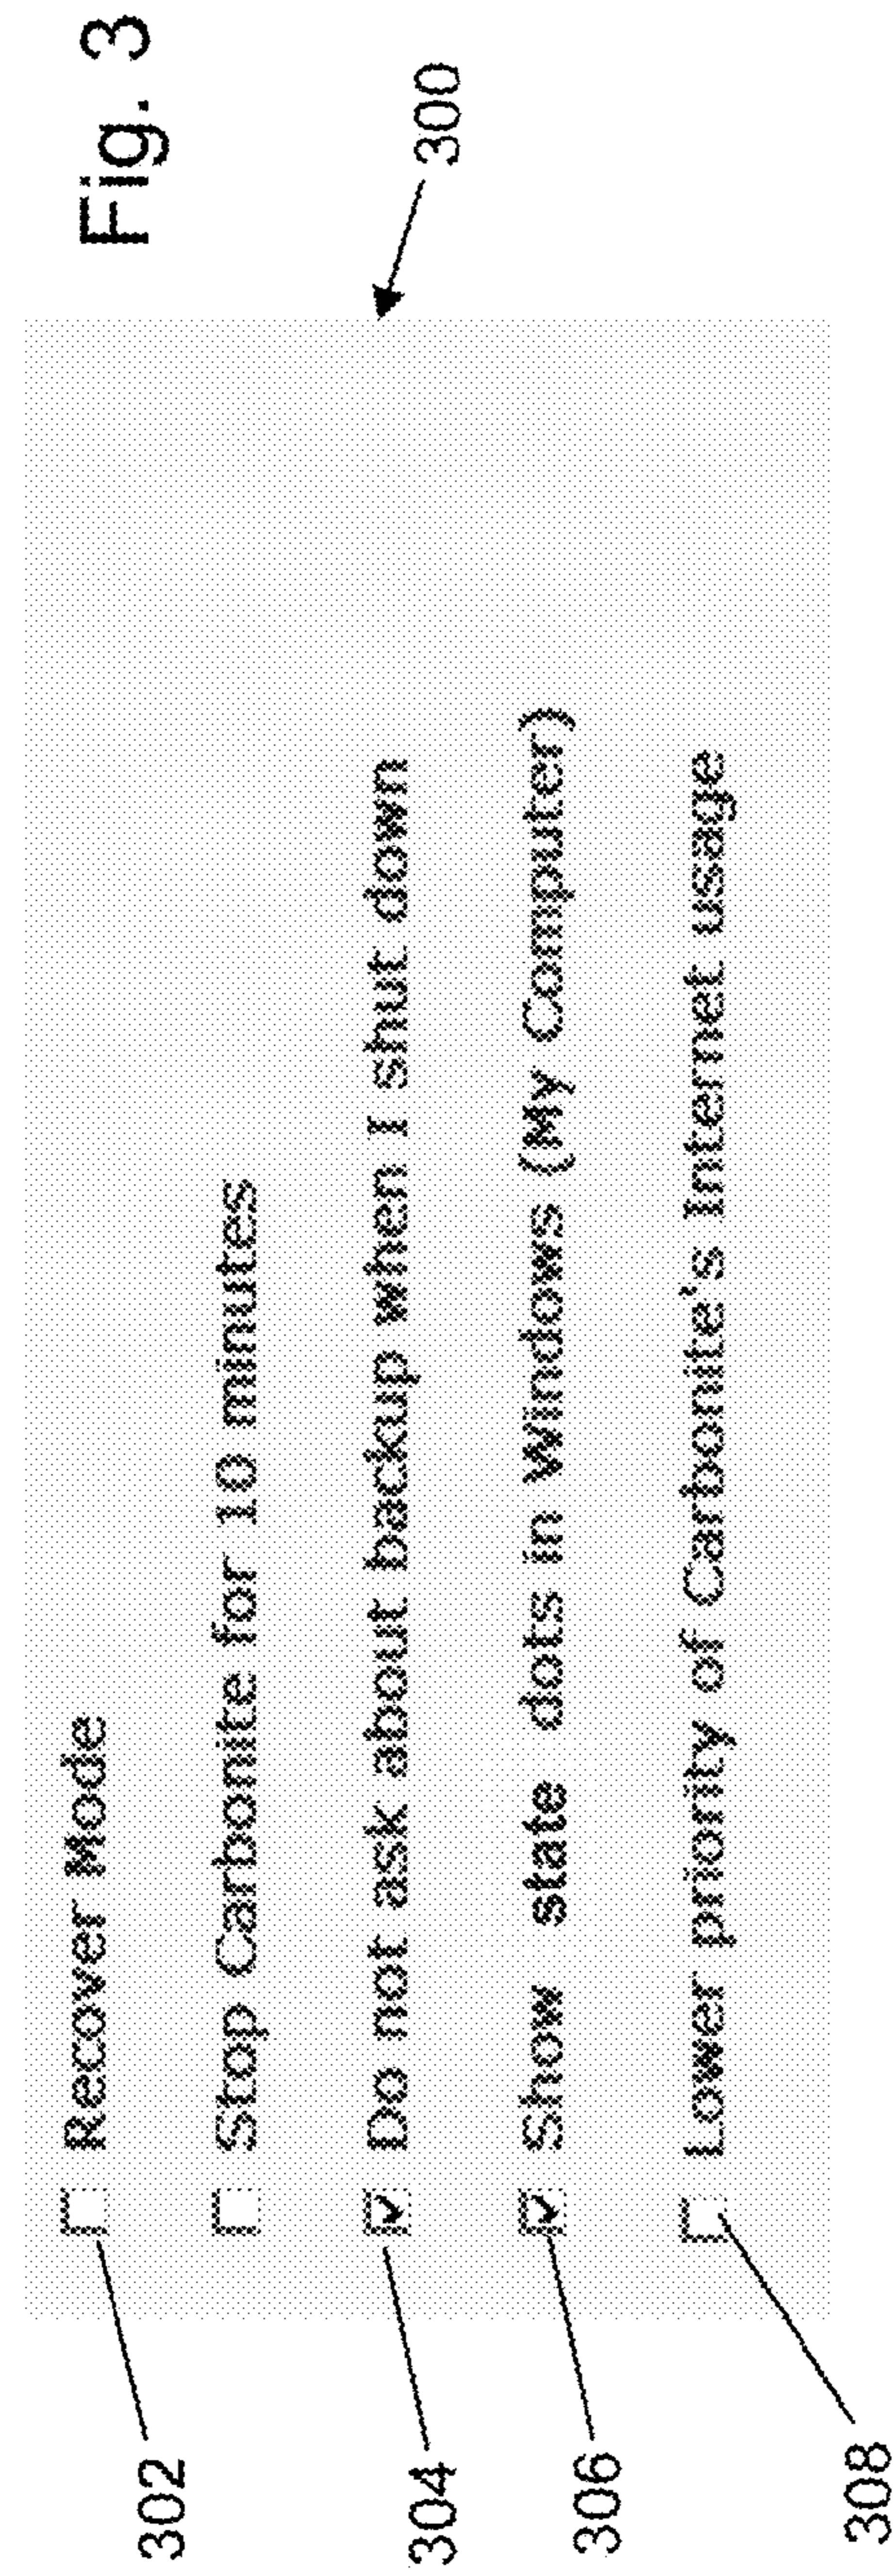 Fig. 3
300
Recover Mode
Stop Carbonite for 10 minutes
Do not ask about backup when I shut down
Show state dots in Windows (My Computer)
Lower priority of Carbonite's Internet usage
302
304
306
308